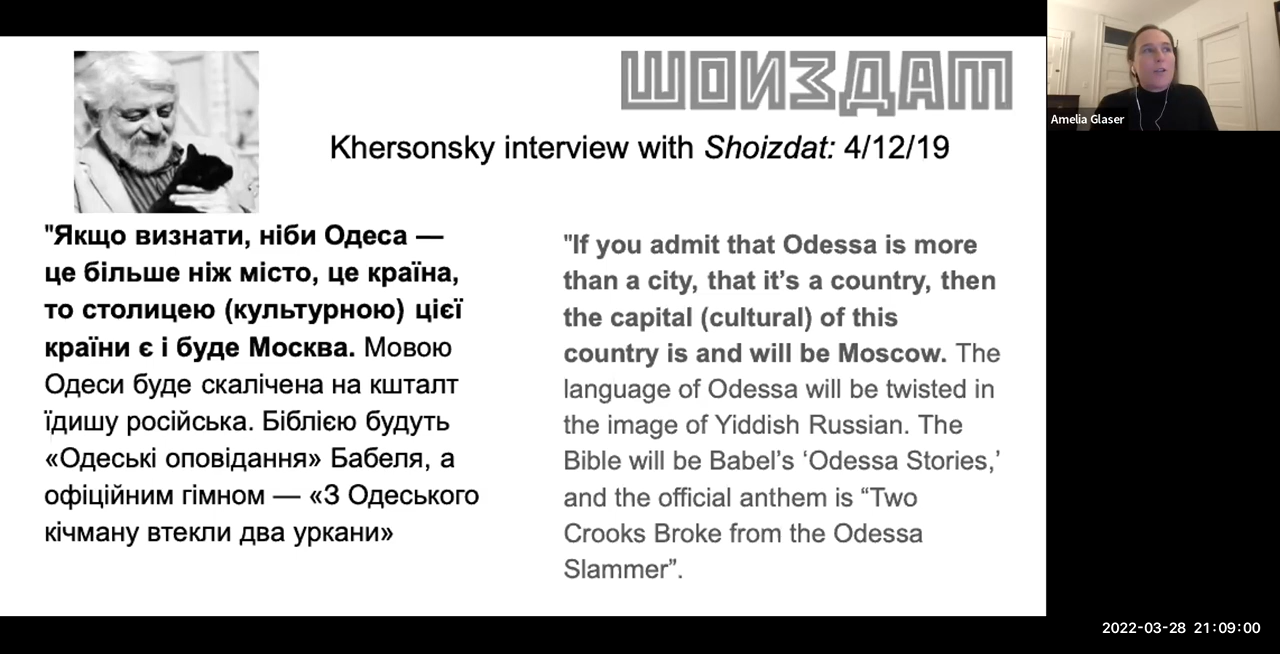 ШОИЗДАТ
Khersonsky interview with Shoizdat: 4/12/19
"Якщо визнати, ніби Одеса —
це більше ніж місто, це країна,
то столицею (культурною) цієї
країни є і буде Москва. Мовою
Одеси буде скалічена на кшталт
їдишу російська. Біблією будуть
«Одеські оповідання» Бабеля, а
офіційним гімном — «З Одеського
кічману втекли два уркани»
"If you admit that Odessa is more
than a city, that it’s a country, then
the capital (cultural) of this
country is and will be Moscow. The
language of Odessa will be twisted in
the image of Yiddish Russian. The
Bible will be Babel’s ‘Odessa Stories,’
and the official anthem is “Two
Crooks Broke from the Odessa
Slammer”.
Amelia Glaser
2022-03-28 21:09:00